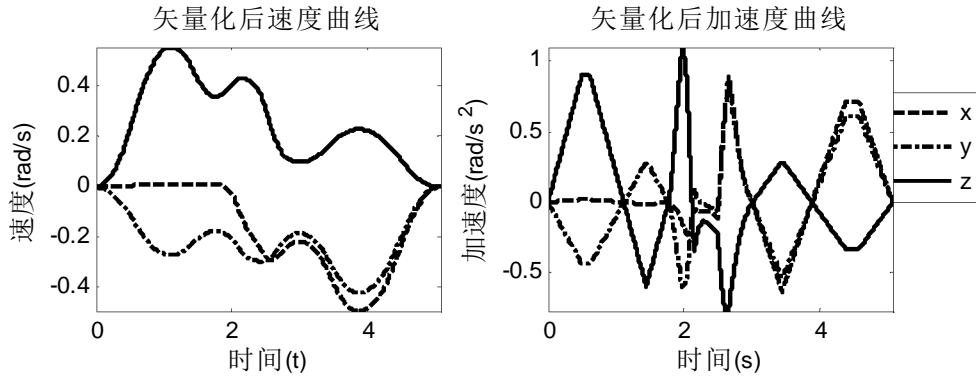 矢量化后速度曲线
0.4
0.2
0
-0.2
-0.4
速度(rad/s)
0
2
4
时间(t)
矢量化后加速度曲线
1
0.5
0
-0.5
加速度(rad/s 2)
0
2
4
时间(s)
x
y
z